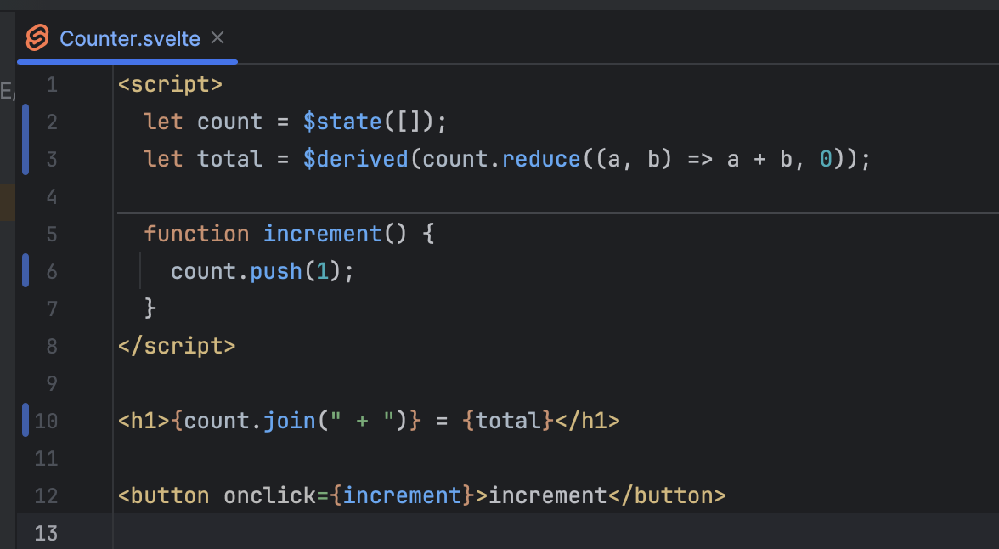 Counter.svelte
E/
1 <script>
2 let count = $state([]);
3 let total = $derived(count.reduce((a, b) => a + b, 0));
4
5 function increment() {
6 count.push(1);
7 }
8 </script>
9
10 <h1>{count.join(" + ")} = {total}</h1>
11
12 <button onclick={increment}>increment</button>
13